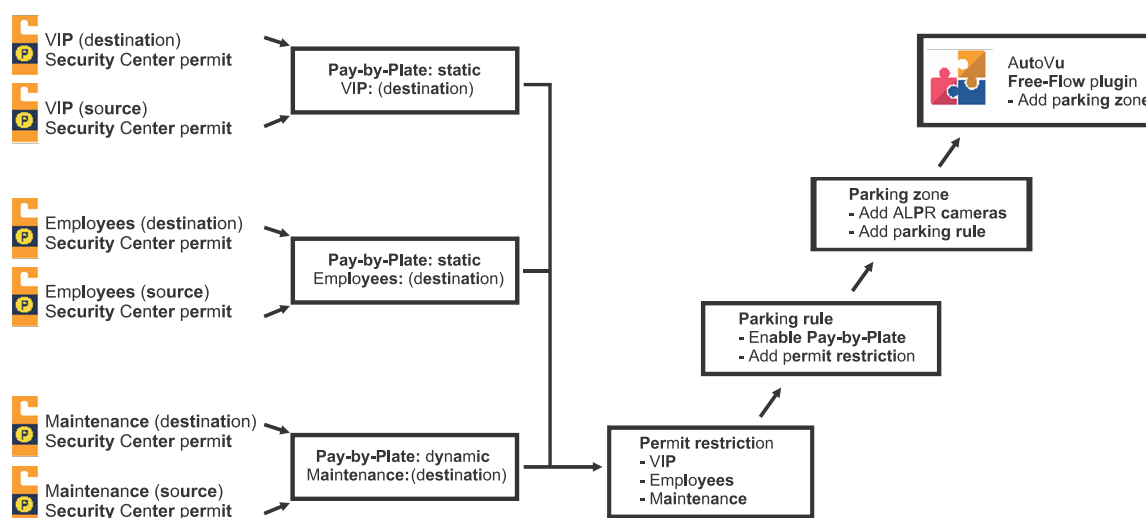 VIP (destination)
Security Center permit
VIP (source)
Security Center permit
Pay-by-Plate: static
VIP: (destination)
Employees (destination)
Security Center permit
Employees (source)
Security Center permit
Pay-by-Plate: static
Employees: (destination)
Maintenance (destination)
Security Center permit
Maintenance (source)
Security Center permit
Pay-by-Plate: dynamic
Maintenance:(destination)
Permit restriction
- VIP
- Employees
- Maintenance
Parking rule
- Enable Pay-by-Plate
- Add permit restriction
Parking zone
- Add ALPR cameras
- Add parking rule
AutoVu
Free-Flow plugin
- Add parking zone
P
P
P
P
P
P